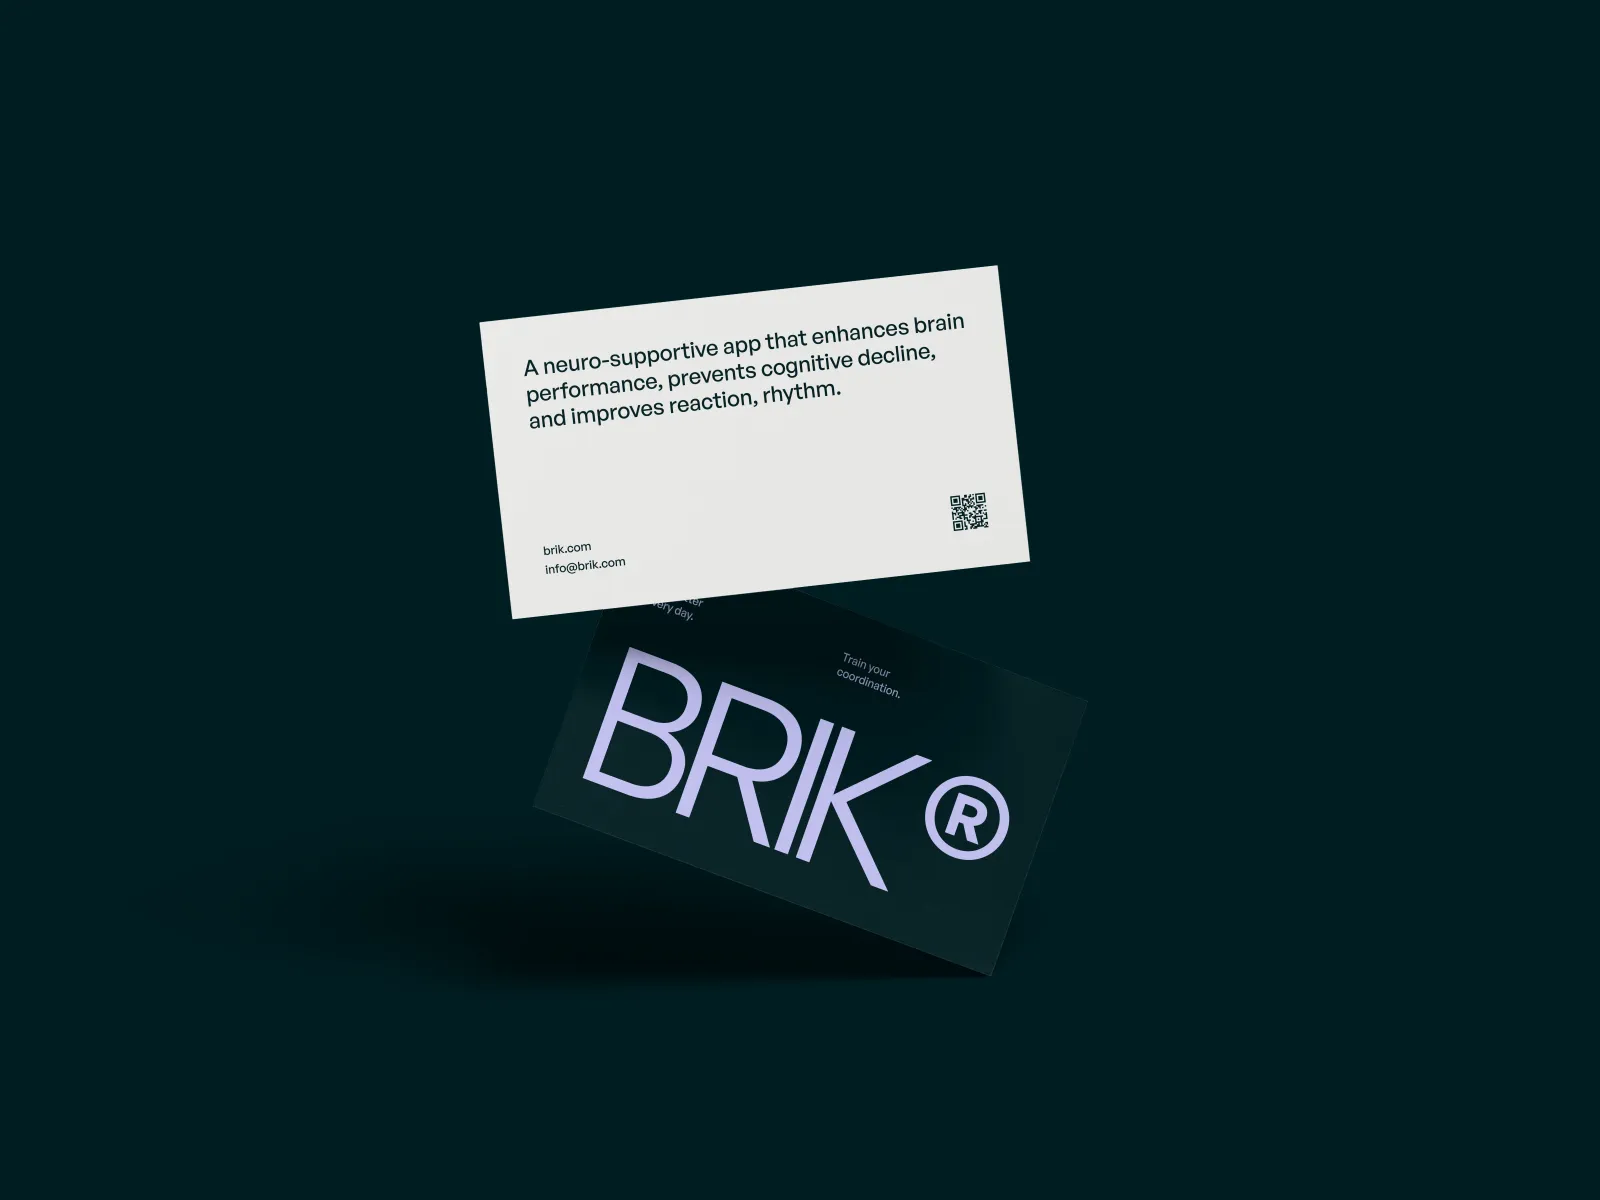 A neuro-supportive app that enhances brain
performance, prevents cognitive decline,
and improves reaction, rhythm.
brik.com
info@brik.com
day.
Train your
coordination.
BRIK®